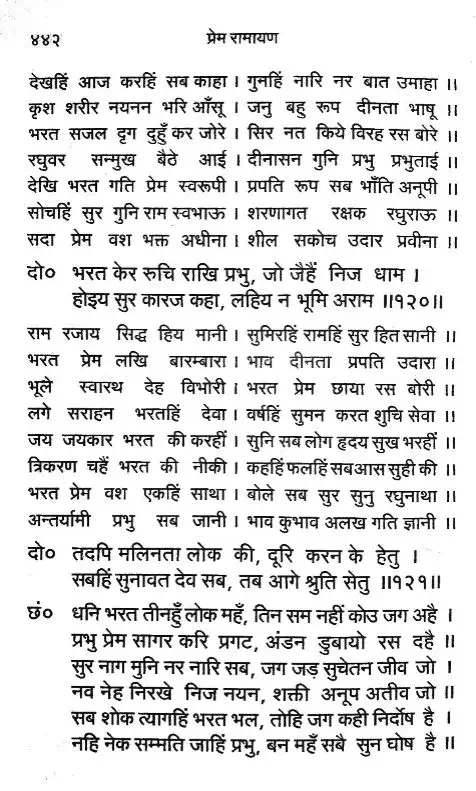 ४४२ प्रेम रामायण
देखहिं आज करहिं सब काहा । गुनहिं नारि नर बात उमाहा ।।
कृश शरीर नयनन भरि आँसू । जनु बहु रूप दीनता भाषू ।।
भरत सजल दृग दुहुँ कर जोरे । सिर नत किये विरह रस बोरे ।।
रघुवर सन्मुख बैठे आई । दीनासन गुनि प्रभु प्रभुताई ।।
देखि भरत गति प्रेम स्वरूपी । प्रपति रूप सब भाँति अनूपी ।।
सोचहिं सुर गुनि राम स्वभाऊ । शरणागत रक्षक रघुराऊ ।।
सदा प्रेम वश भक्त अधीना । शील सकोच उदार प्रवीना ।।
दो० भरत केर रुचि राखि प्रभु, जो जैहैं निज धाम ।
होइय सुर कारज कहा, लहिय न भूमि अराम ।।१२०।।
राम रजाय सिद्ध हिय मानी । सुमिरहिं रामहिं सुर हित सानी ।।
भरत प्रेम लखि बारम्बारा । भाव दीनता प्रपति उदारा ।।
भूले स्वारथ देह विभोरी । भरत प्रेम छाया रस बोरी ।।
लगे सराहन भरतहिं देवा । वर्षहिं सुमन करत शुचि सेवा ।।
जय जयकार भरत की करहीं । सुनि सब लोग हृदय सुख भरहीं ।।
त्रिकरण चहैं भरत की नीकी । कहहिं फलहिं सब आस सुही की ।।
भरत प्रेम वश एकहिं साथा । बोले सब सुर सुनु रघुनाथा ।।
अन्तर्यामी प्रभु सब जानी । भाव कुभाव अलख गति ज्ञानी ।।
दो० तदपि मलिनता लोक की, दूरि करन के हेतु ।
सबहिं सुनावत देव सब, तब आगे श्रुति सेतु ।।१२१।।
छं० धनि भरत तीनहुँ लोक महँ, तिन सम नहीं कोउ जग अहै ।
प्रभु प्रेम सागर करि प्रगट, अंडन डुबायो रस दहै ।।
सुर नाग मुनि नर नारि सब, जग जड़ सुचेतन जीव जो ।
नव नेह निरखे निज नयन, शक्ती अनूप अतीव जो ।।
सब शोक त्यागहिं भरत भल, तोहि जग कही निर्दोष है ।
नहि नेक सम्मति जाहिं प्रभु, बन महँ सबै सुन घोष है ।।